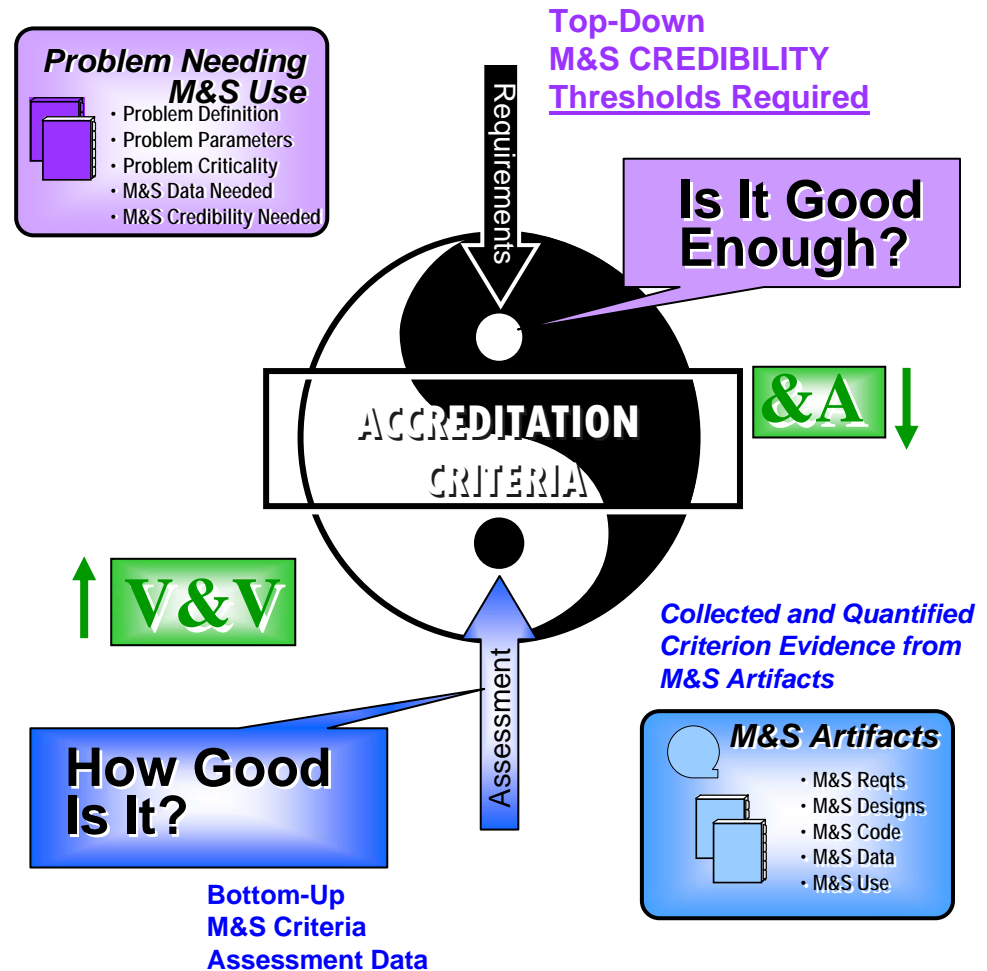 Problem Needing
M&S Use
• Problem Definition
• Problem Parameters
• Problem Criticality
• M&S Data Needed
• M&S Credibility Needed
Top-Down
M&S CREDIBILITY
Thresholds Required
Requirements
Is It Good
Enough?
ACCREDITATION
CRITERIA
&A
V&V
Assessment
How Good
Is It?
Bottom-Up
M&S Criteria
Assessment Data
Collected and Quantified
Criterion Evidence from
M&S Artifacts
M&S Artifacts
• M&S Reqts
• M&S Designs
• M&S Code
• M&S Data
• M&S Use